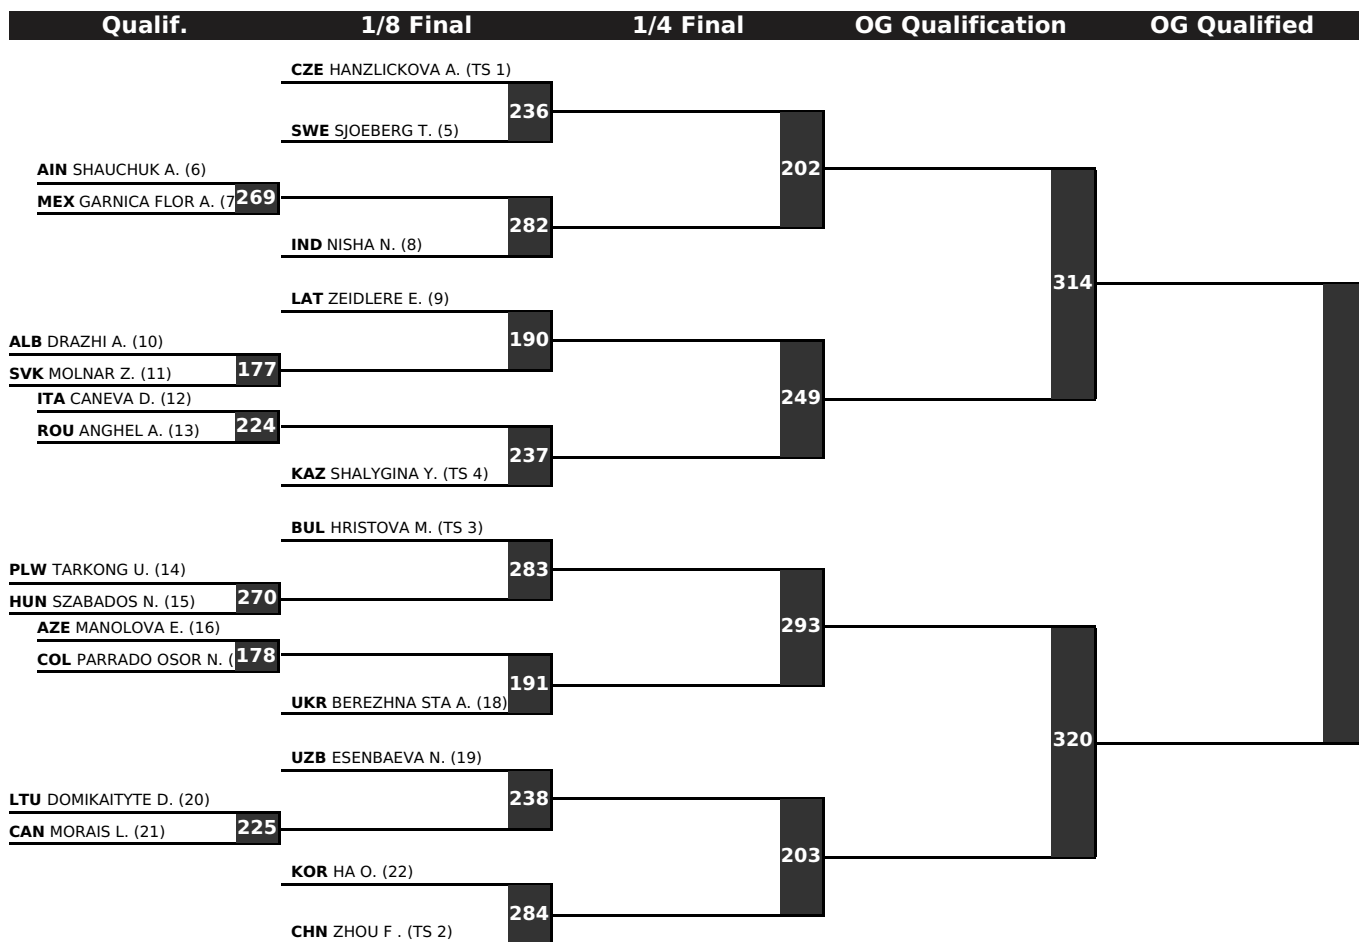 Qualif. 1/8 Final 1/4 Final OG Qualification OG Qualified
CZE HANZLICKOVA A. (TS 1)
236
SWE SJOEBERG T. (5)
AIN SHAUCHUK A. (6)
202
MEX GARNICA FLOR A. (7
269
282
IND NISHA N. (8)
314
LAT ZEIDLERE E. (9)
ALB DRAZHI A. (10)
190
SVK MOLNAR Z. (11)
177
ITA CANEVA D. (12)
249
ROU ANGHEL A. (13)
224
237
KAZ SHALYGINA Y. (TS 4)
BUL HRISTOVA M. (TS 3)
PLW TARKONG U. (14)
283
HUN SZABADOS N. (15)
270
AZE MANOLOVA E. (16)
293
COL PARRADO OSOR N. (
178
191
UKR BEREZHNA STA A. (18)
320
UZB ESENBAEVA N. (19)
LTU DOMIKAITYTE D. (20)
238
CAN MORAIS L. (21)
225
203
KOR HA O. (22)
284
CHN ZHOU F . (TS 2)